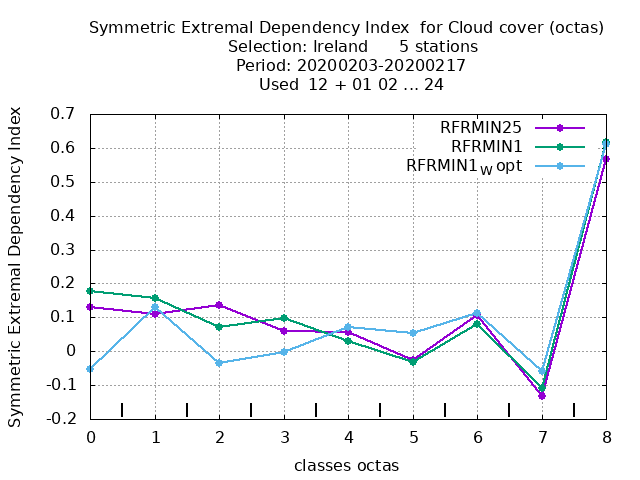 Symmetric Extremal Dependency Index for Cloud cover (octas)
Selection: Ireland 5 stations
Period: 20200203-20200217
Used 12 + 01 02 ... 24
Symmetric Extremal Dependency Index
0.7
0.6
0.5
0.4
0.3
0.2
0.1
0
-0.1
-0.2
RFRMIN25
RFRMIN1
RFRMIN1W opt
0 1 2 3 4 5 6 7 8
classes octas